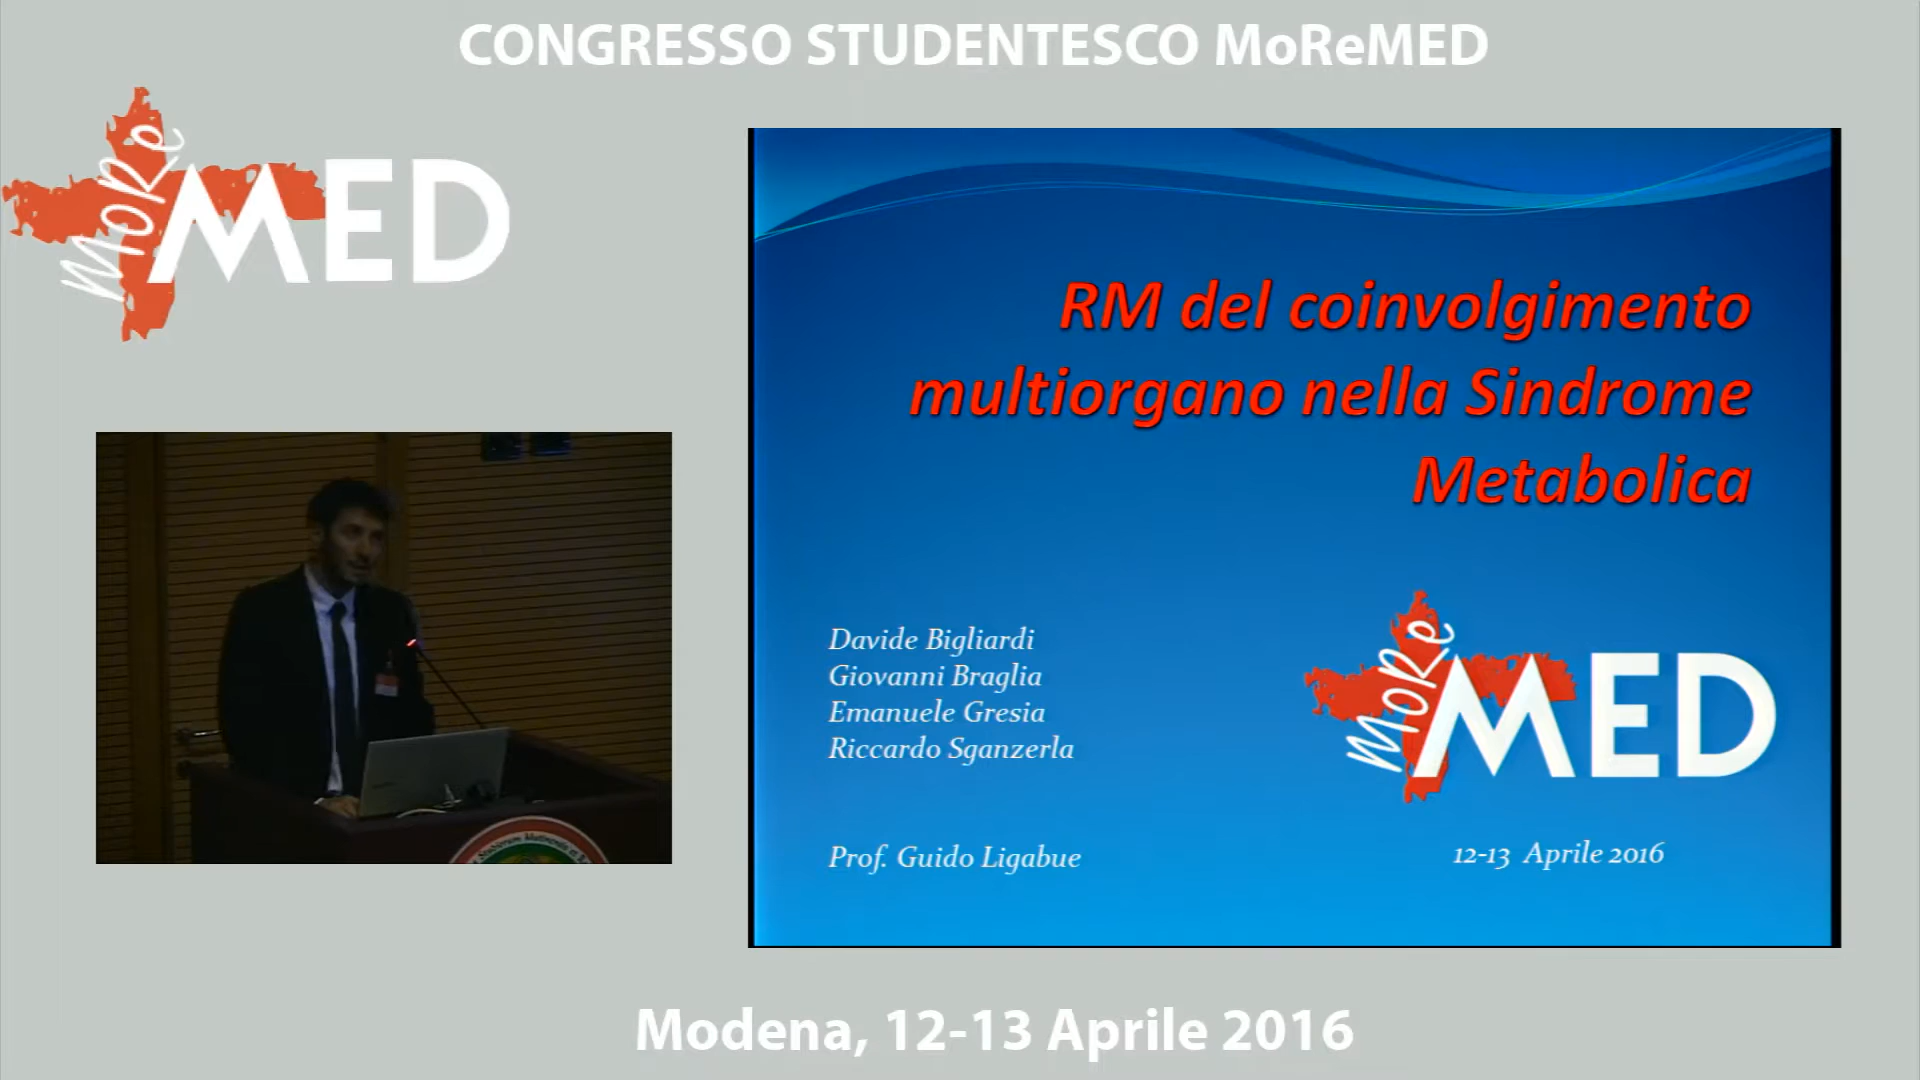 CONGRESSO STUDENTESCO MoReMED
MoRe
MED
RM del coinvolgimento
multiorgano nella Sindrome
Metabolica
Davide Bigliardi
Giovanni Braglia
Emanuele Gresia
Riccardo Sganzerla
Prof. Guido Ligabue
MoRe
MED
12-13 Aprile 2016
Modena, 12-13 Aprile 2016